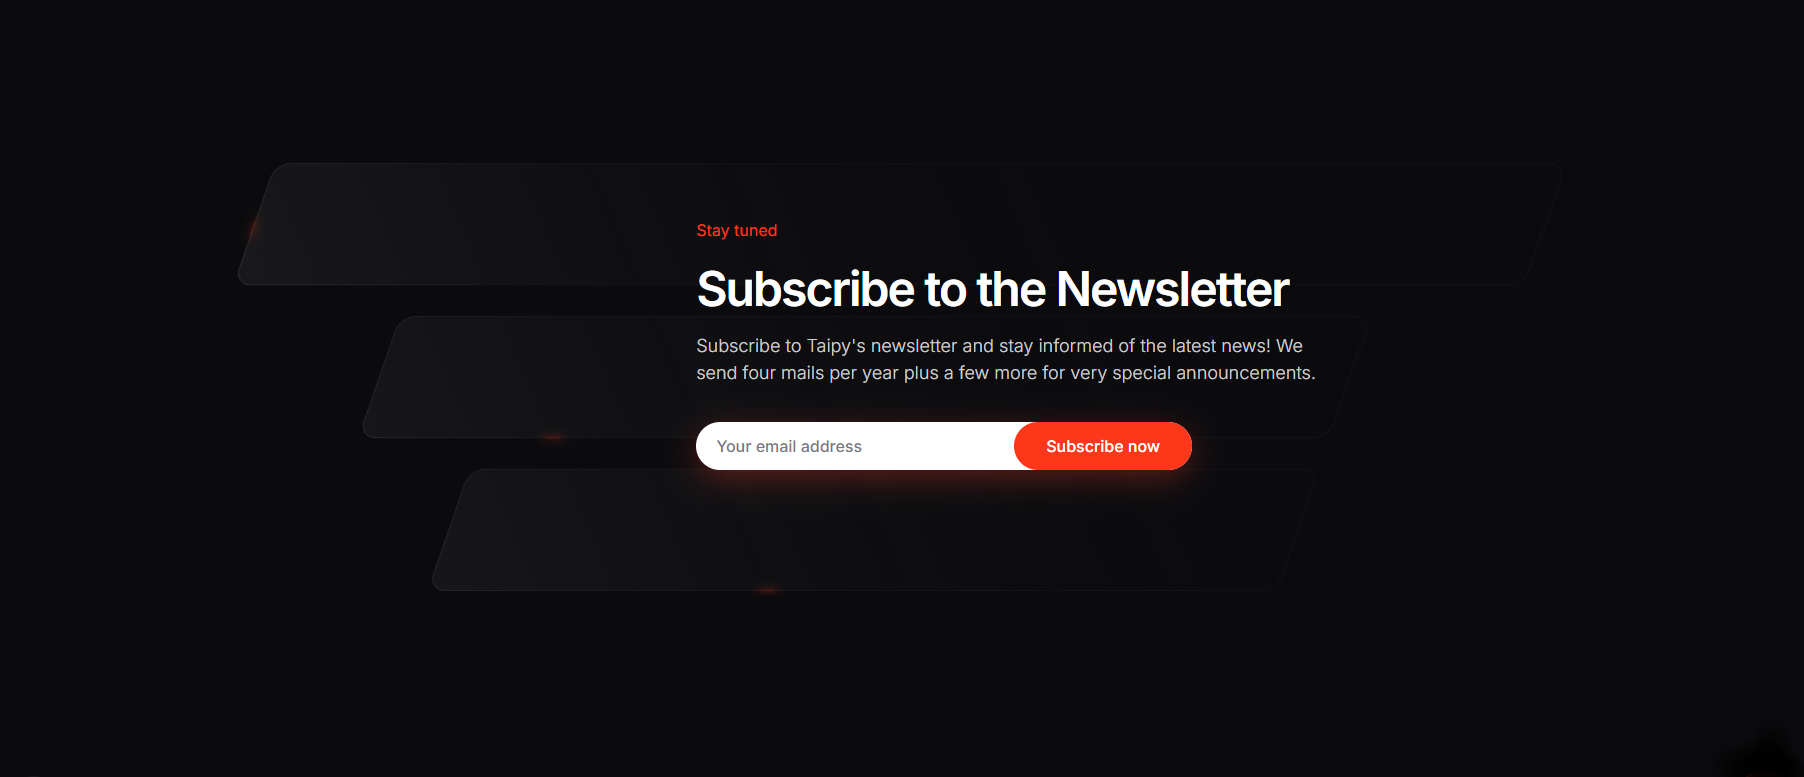 Stay tuned
Subscribe to the Newsletter
Subscribe to Taipy's newsletter and stay informed of the latest news! We
send four mails per year plus a few more for very special announcements.
Your email address
Subscribe now